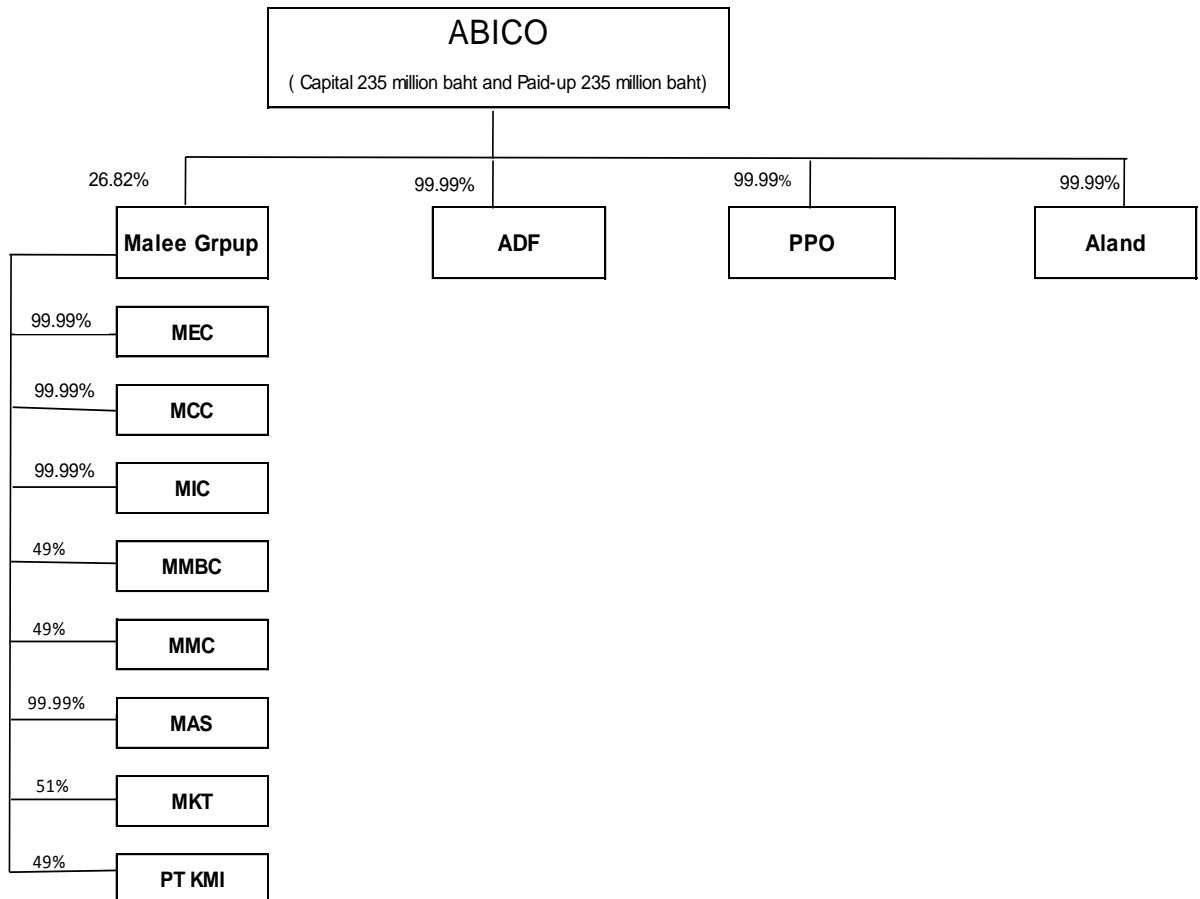 ABICO
( Capital 235 million baht and Paid-up 235 million baht)
26.82%
99.99%
99.99%
99.99%
Malee Grpup
ADF
PPO
Aland
99.99%
MEC
99.99%
MCC
99.99%
MIC
49%
MMBC
49%
MMC
99.99%
MAS
51%
MKT
49%
PT KMI